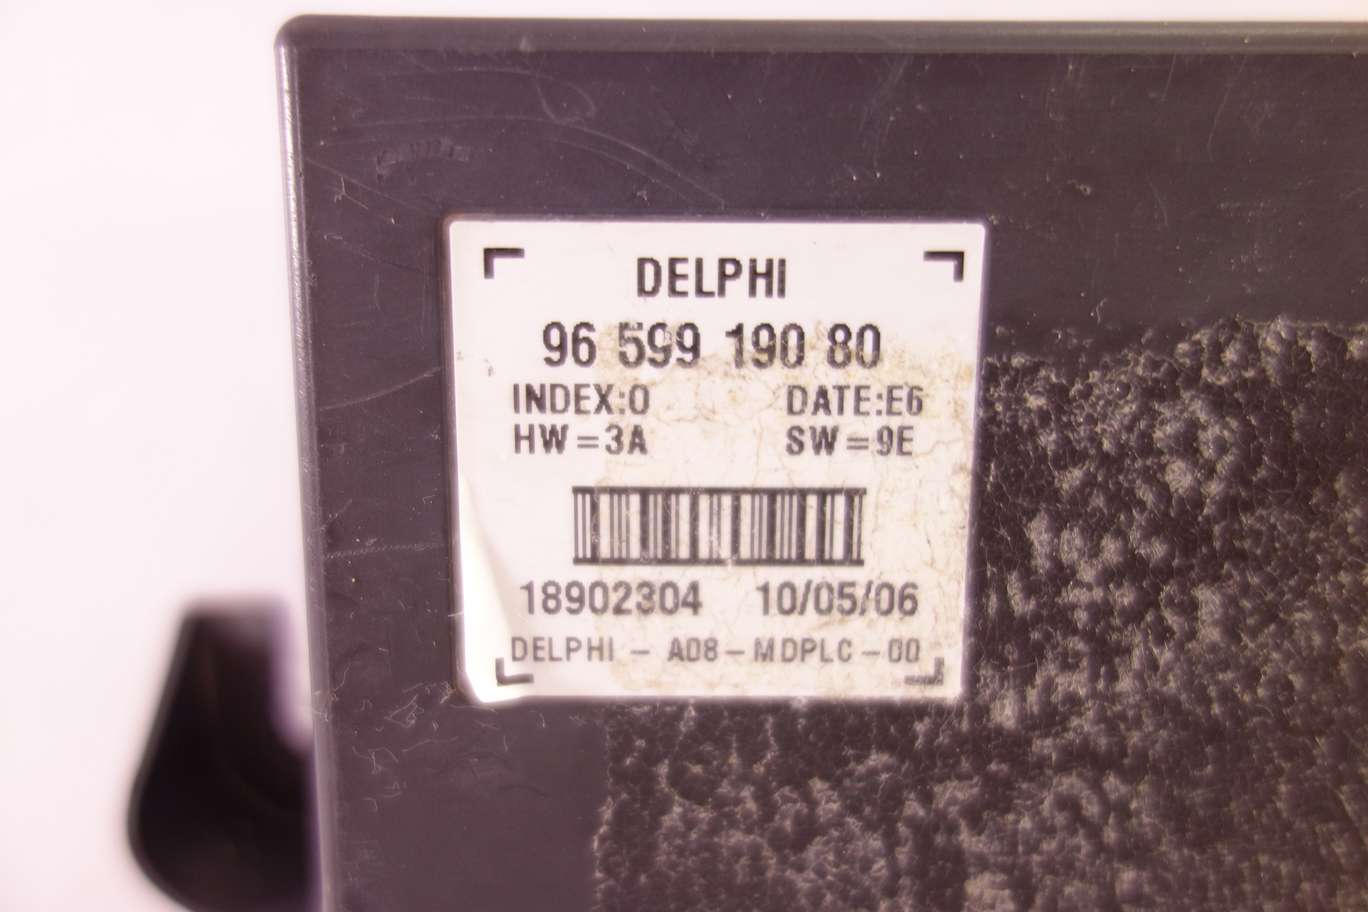 DELPHI
96 599 190 80
INDEX:0 DATE:E6
HW=3A SW=9E
18902304 10/05/06
DELPHI - A08-MDPLC-00